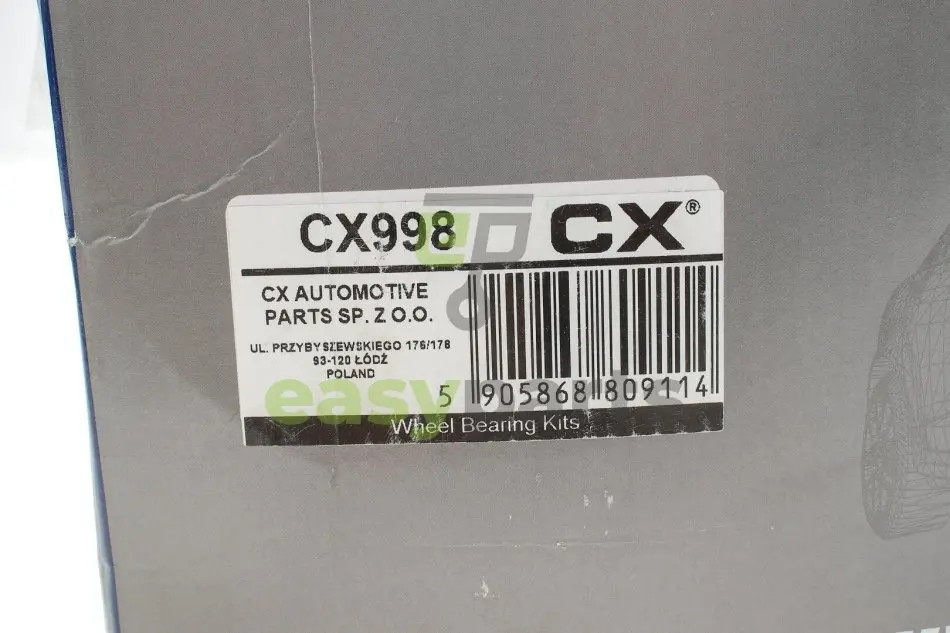 CX998
CX®
CX AUTOMOTIVE
PARTS SP. Z O.O.
UL. PRZYBYSZEWSKIEGO 176/178
93-120 ŁÓDŹ
POLAND
5 905868 809114
easyparts
Wheel Bearing Kits